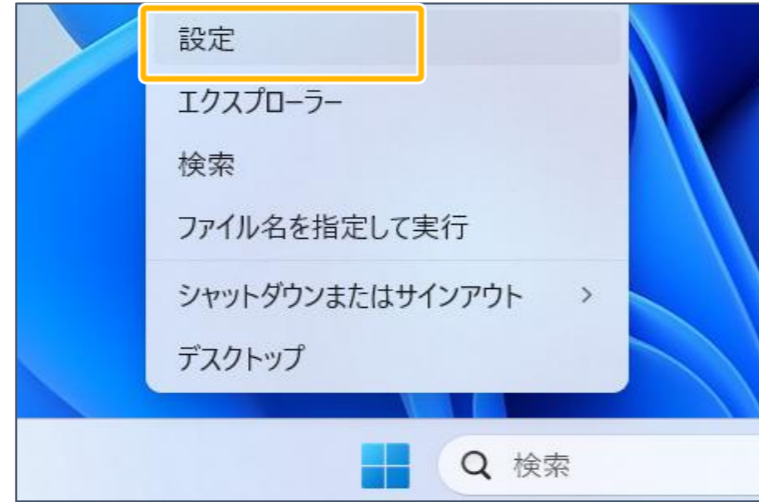 設定
エクスプローラー
検索
ファイル名を指定して実行
シャットダウンまたはサインアウト
デスクトップ
検索